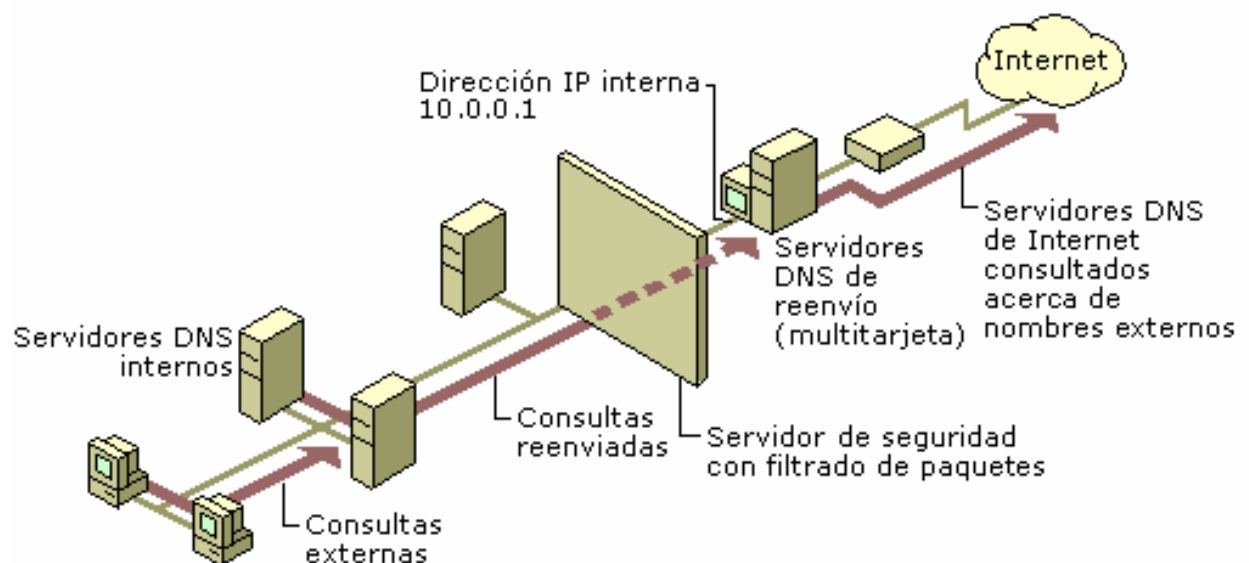 Internet
Dirección IP interna
10.0.0.1
Servidores DNS
de Internet
consultados
acerca de
nombres externos
Servidores
DNS de
reenvío
(multitarjeta)
Servidores DNS
internos
Consultas
reenviadas
Servidor de seguridad
con filtrado de paquetes
Consultas
externas